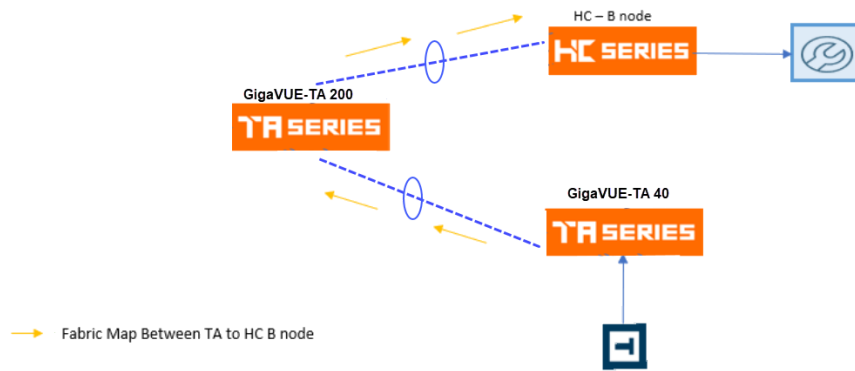 HC – B node
HC SERIES
GigaVUE-TA 200
TA SERIES
GigaVUE-TA 40
TA SERIES
T
Fabric Map Between TA to HC B node